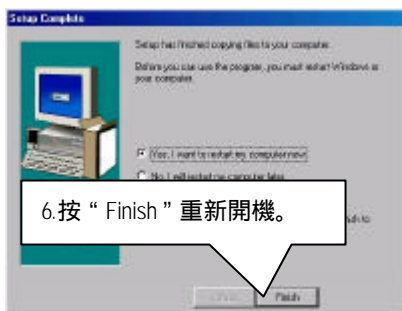 Setup Complete
Setup has finished copying files to your computer.
Before you can use the program, you must restart Windows or
your computer.
Yes, I want to restart my computer now.
No, I will restart my computer later.
6.按“Finish”重新開機。
Finish